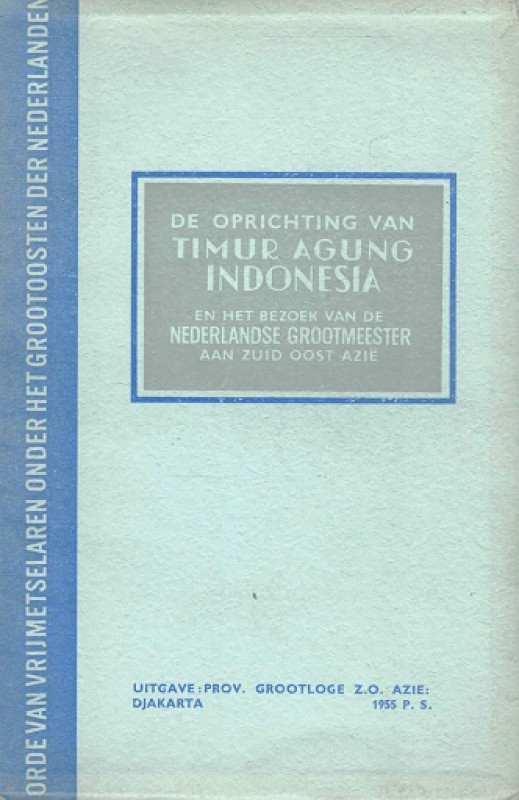 ORDE VAN VRIJMETSELAREN ONDER HET GROOTOOSTEN DER NEDERLANDEN
DE OPRICHTING VAN
TIMUR AGUNG
INDONESIA
EN HET BEZOEK VAN DE
NEDERLANDSE GROOTMEESTER
AAN ZUID OOST AZIË
UITGAVE: PROV. GROOTLOGE Z.O. AZIE:
DJAKARTA 1955 P. S.